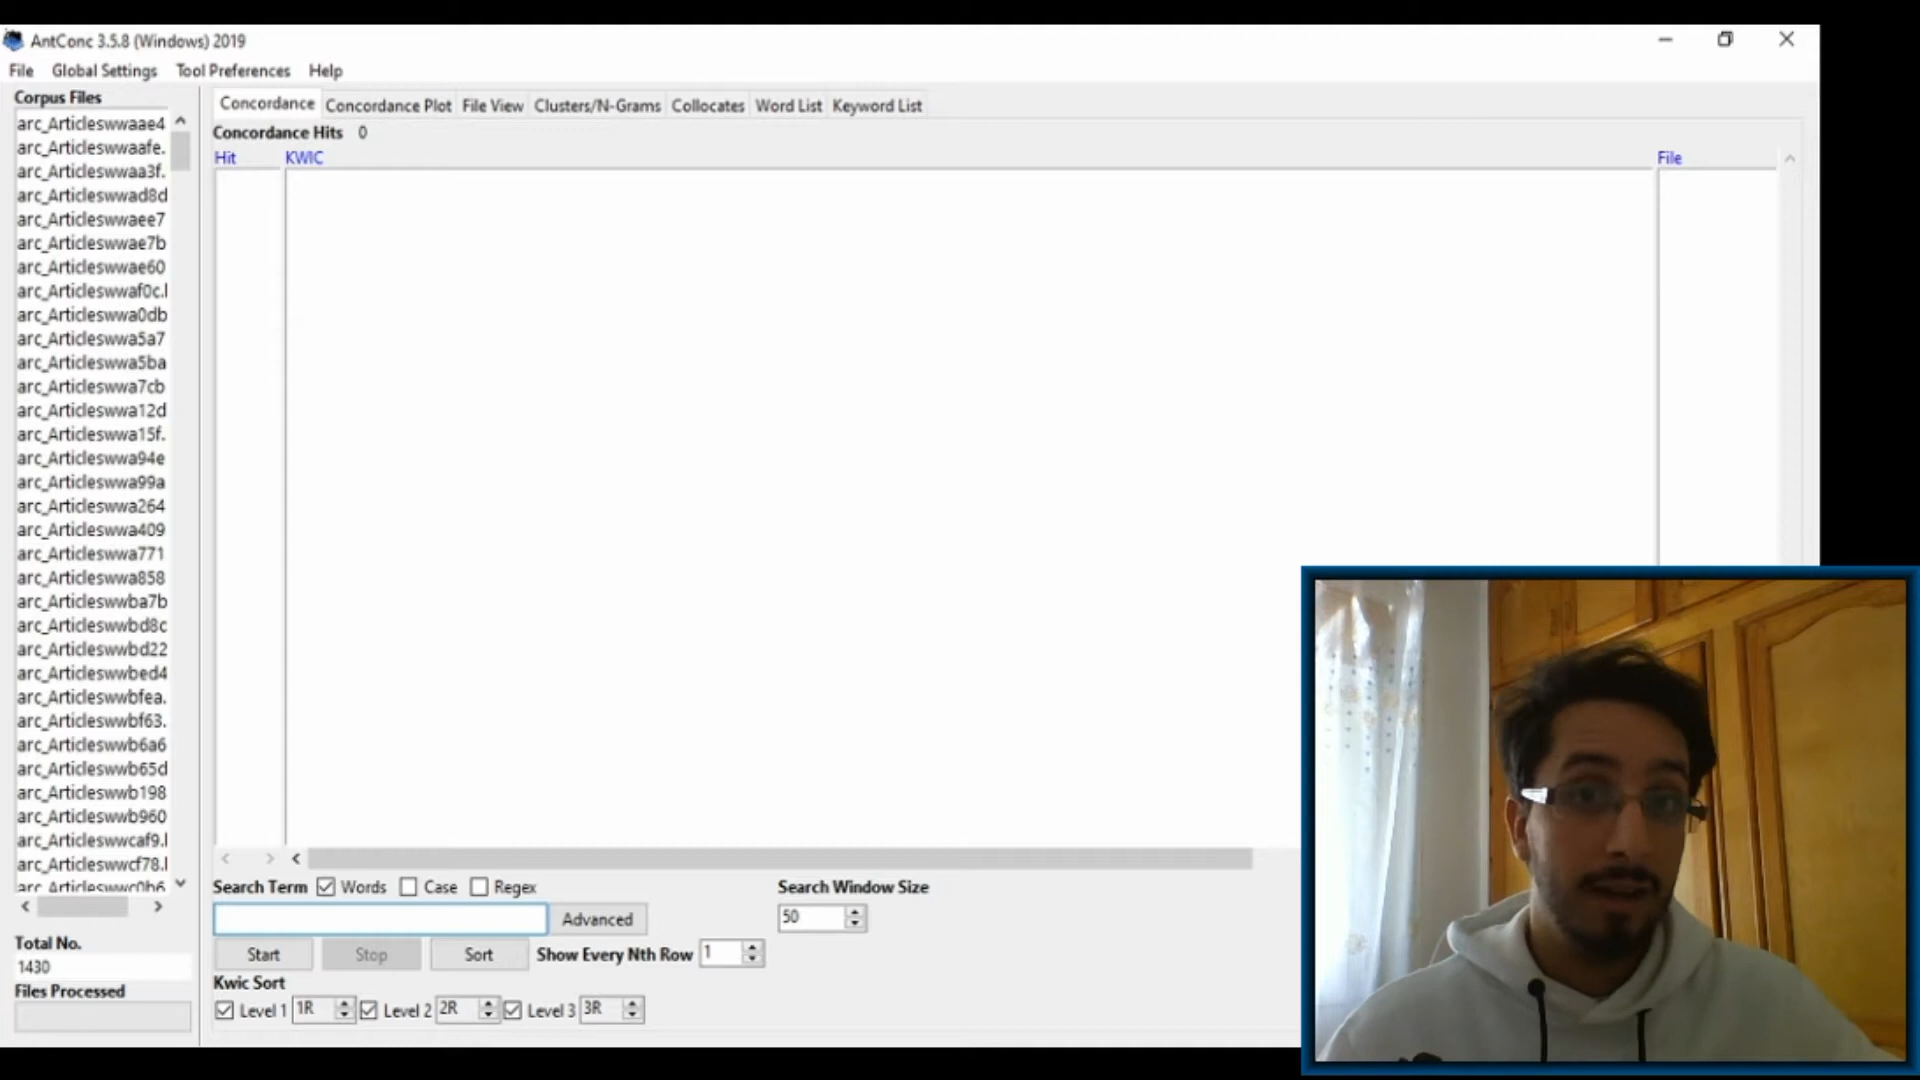 AntConc 3.5.8 (Windows) 2019
File Global Settings Tool Preferences Help
Corpus Files
arc_Articleswwaae4
arc_Articleswwaafe.
arc_Articleswwaa3f.
arc_Articleswwad8d
arc_Articleswwaee7
arc_Articleswwae7b
arc_Articleswwae60
arc_Articleswwaf0c.l
arc_Articleswwa0db
arc_Articleswwa5a7
arc_Articleswwa5ba
arc_Articleswwa7cb
arc_Articleswwa12d
arc_Articleswwa15f.
arc_Articleswwa94e
arc_Articleswwa99a
arc_Articleswwa264
arc_Articleswwa409
arc_Articleswwa771
arc_Articleswwa858
arc_Articleswwba7b
arc_Articleswwbd8c
arc_Articleswwbd22
arc_Articleswwbed4
arc_Articleswwbfea.
arc_Articleswwbf63.
arc_Articleswwb6a6
arc_Articleswwb65d
arc_Articleswwb198
arc_Articleswwb960
arc_Articleswwcaf9.l
arc_Articleswwcf78.l
arc_Articleswwc0b6
Total No.
1430
Files Processed
Concordance Concordance Plot File View Clusters/N-Grams Collocates Word List Keyword List
Concordance Hits 0
Hit KWIC File
Search Term Words Case Regex Search Window Size
Advanced 50
Start Stop Sort Show Every Nth Row 1
Kwic Sort
Level 1 1R Level 2 2R Level 3 3R